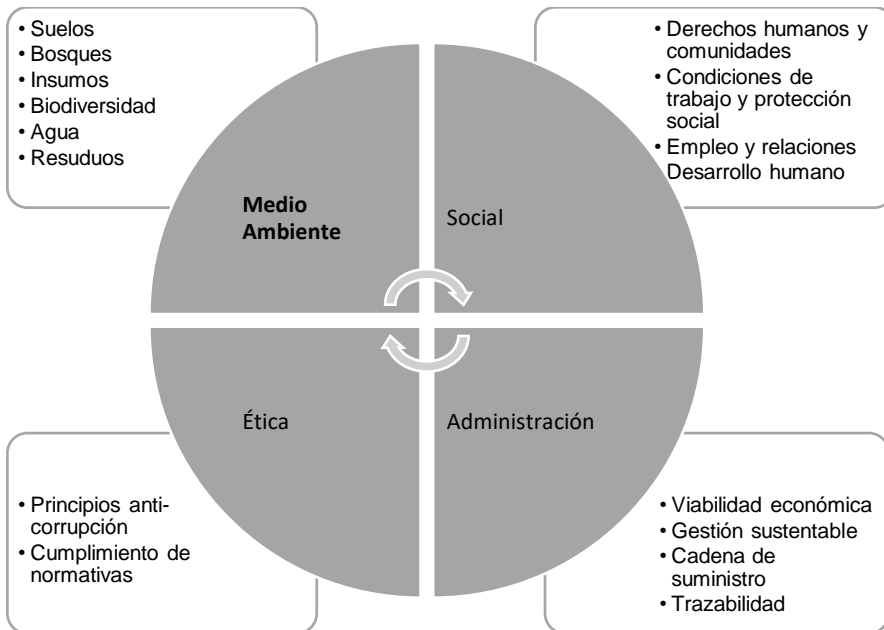 • Suelos
• Bosques
• Insumos
• Biodiversidad
• Agua
• Resuduos
• Derechos humanos y
comunidades
• Condiciones de
trabajo y protección
social
• Empleo y relaciones
Desarrollo humano
Medio
Ambiente
Social
Ética
Administración
• Principios anti-
corrupción
• Cumplimiento de
normativas
• Viabilidad económica
• Gestión sustentable
• Cadena de
suministro
• Trazabilidad